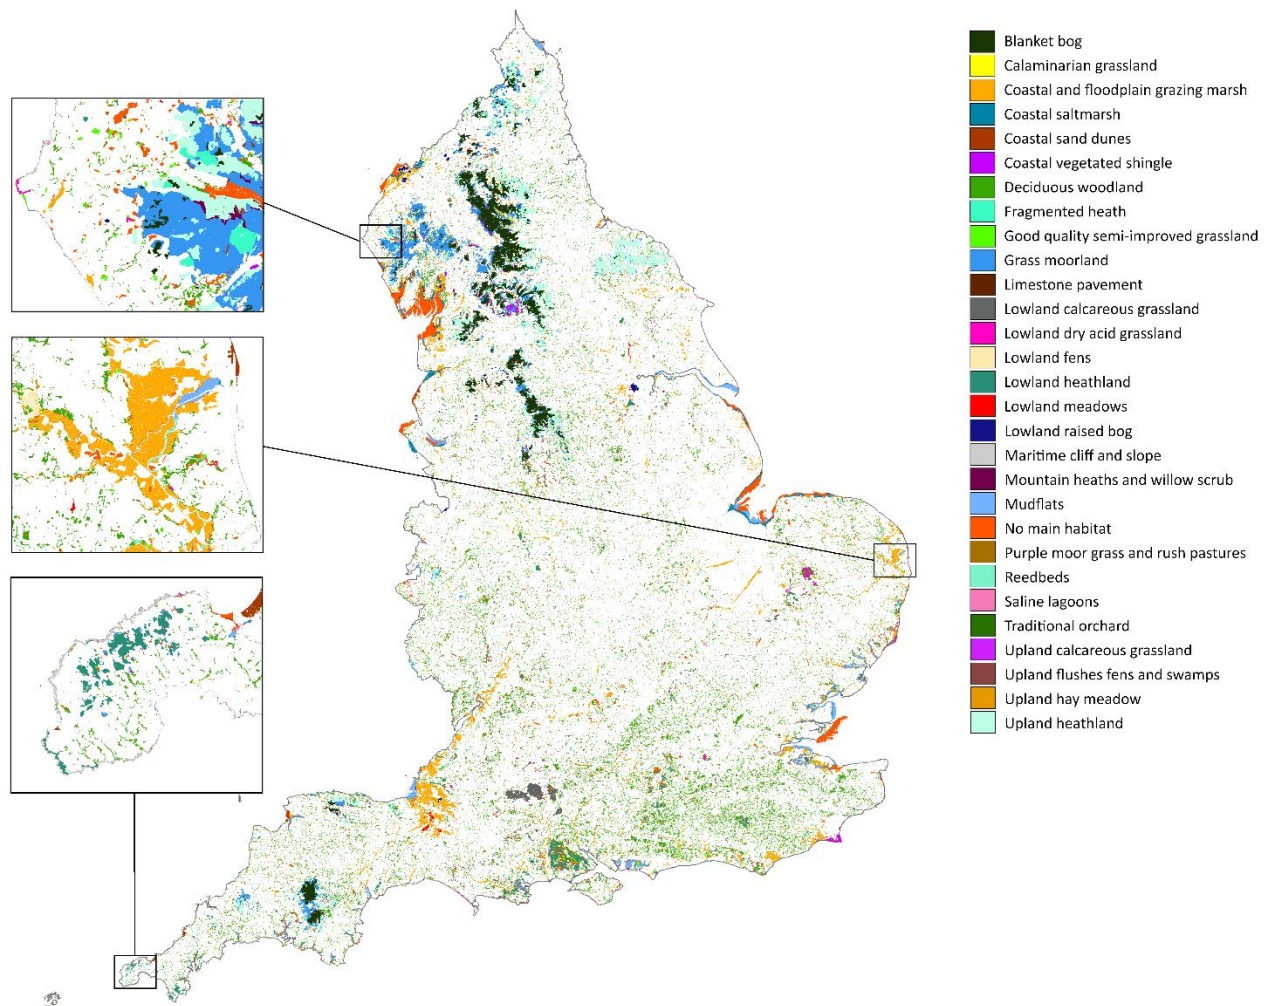 Blanket bog
Calaminarian grassland
Coastal and floodplain grazing marsh
Coastal saltmarsh
Coastal sand dunes
Coastal vegetated shingle
Deciduous woodland
Fragmented heath
Good quality semi-improved grassland
Grass moorland
Limestone pavement
Lowland calcareous grassland
Lowland dry acid grassland
Lowland fens
Lowland heathland
Lowland meadows
Lowland raised bog
Maritime cliff and slope
Mountain heaths and willow scrub
Mudflats
No main habitat
Purple moor grass and rush pastures
Reedbeds
Saline lagoons
Traditional orchard
Upland calcareous grassland
Upland flushes fens and swamps
Upland hay meadow
Upland heathland